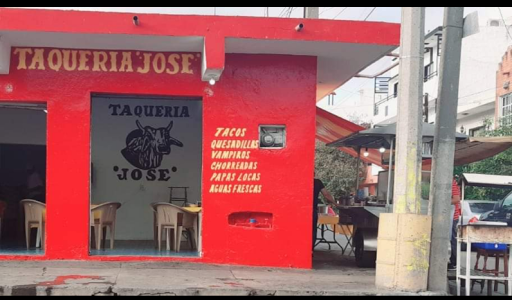 TAQUERIA "JOSE"
TAQUERIA
"JOSE"
TACOS
QUESADILLAS
VAMPIROS
CHORREADAS
PAPAS LOCAS
AGUAS FRESCAS